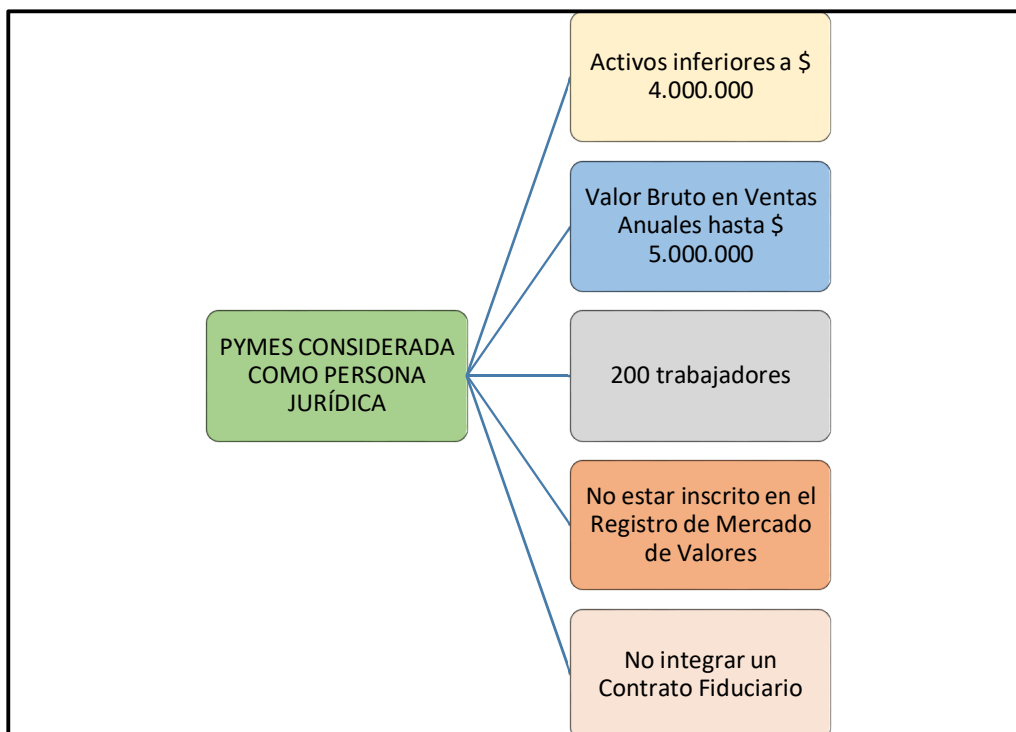 PYMES CONSIDERADA
COMO PERSONA
JURÍDICA
Activos inferiores a $
4.000.000
Valor Bruto en Ventas
Anuales hasta $
5.000.000
200 trabajadores
No estar inscrito en el
Registro de Mercado
de Valores
No integrar un
Contrato Fiduciario